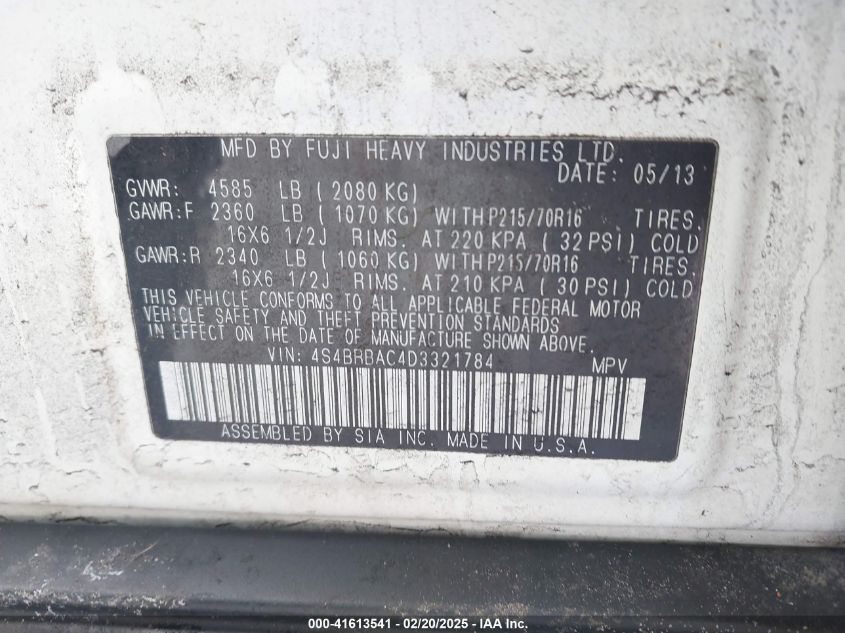 MFD BY FUJI HEAVY INDUSTRIES LTD.
DATE: 05/13
GVWR: 4585 LB ( 2080 KG)
GAWR:F 2360 LB ( 1070 KG) WITH P215/70R16 TIRES.
16X6 1/2J RIMS. AT 220 KPA ( 32 PSI) COLD
GAWR:R 2340 LB ( 1060 KG) WITH P215/70R16 TIRES.
16X6 1/2J RIMS. AT 210 KPA ( 30 PSI) COLD
THIS VEHICLE CONFORMS TO ALL APPLICABLE FEDERAL MOTOR
VEHICLE SAFETY AND THEFT PREVENTION STANDARDS
IN EFFECT ON THE DATE OF MANUFACTURE SHOWN ABOVE.
VIN: 4S4BRBAC4D3321784 MPV
ASSEMBLED BY SIA INC. MADE IN U.S.A.
000-41613541 - 02/20/2025 - IAA Inc.